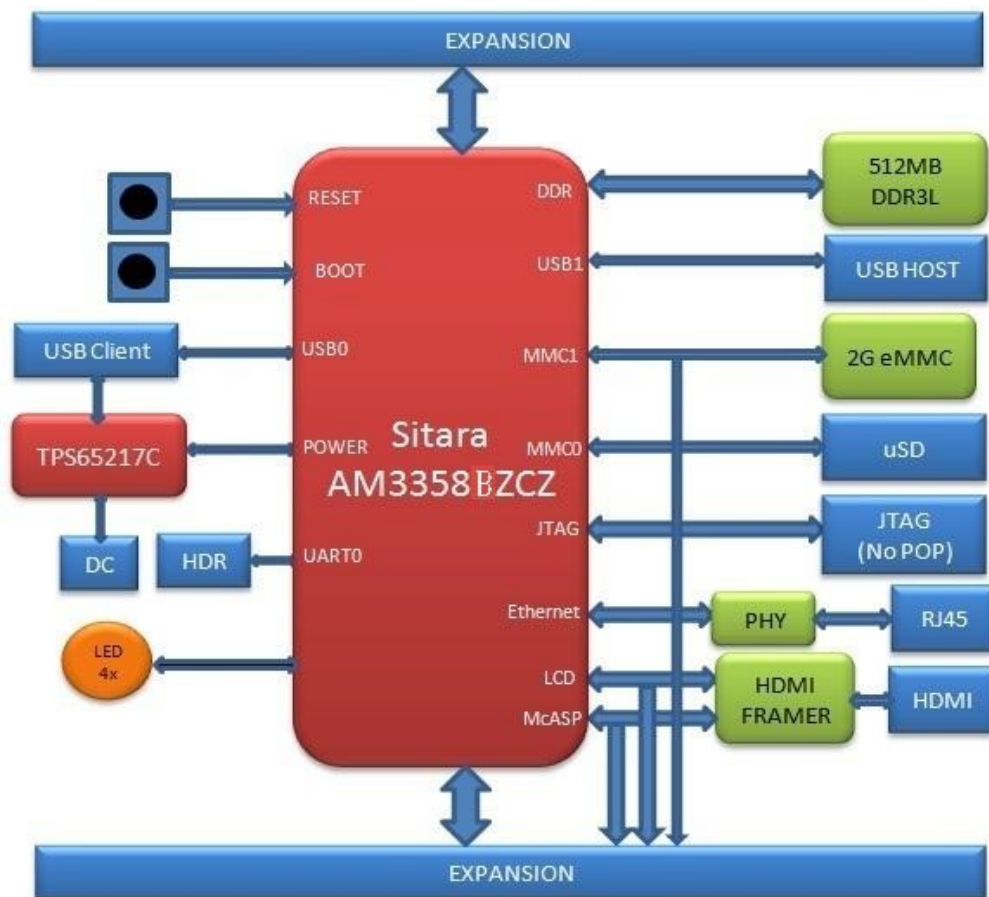 EXPANSION
RESET
DDR
512MB
DDR3L
BOOT
USB1
USB HOST
USB Client
USB0
MMC1
2G eMMC
TPS65217C
POWER
Sitara
AM3358BZCZ
MMC0
uSD
JTAG
JTAG
(No POP)
DC
HDR
UART0
Ethernet
PHY
RJ45
LED
4x
LCD
McASP
HDMI
FRAMER
HDMI
EXPANSION